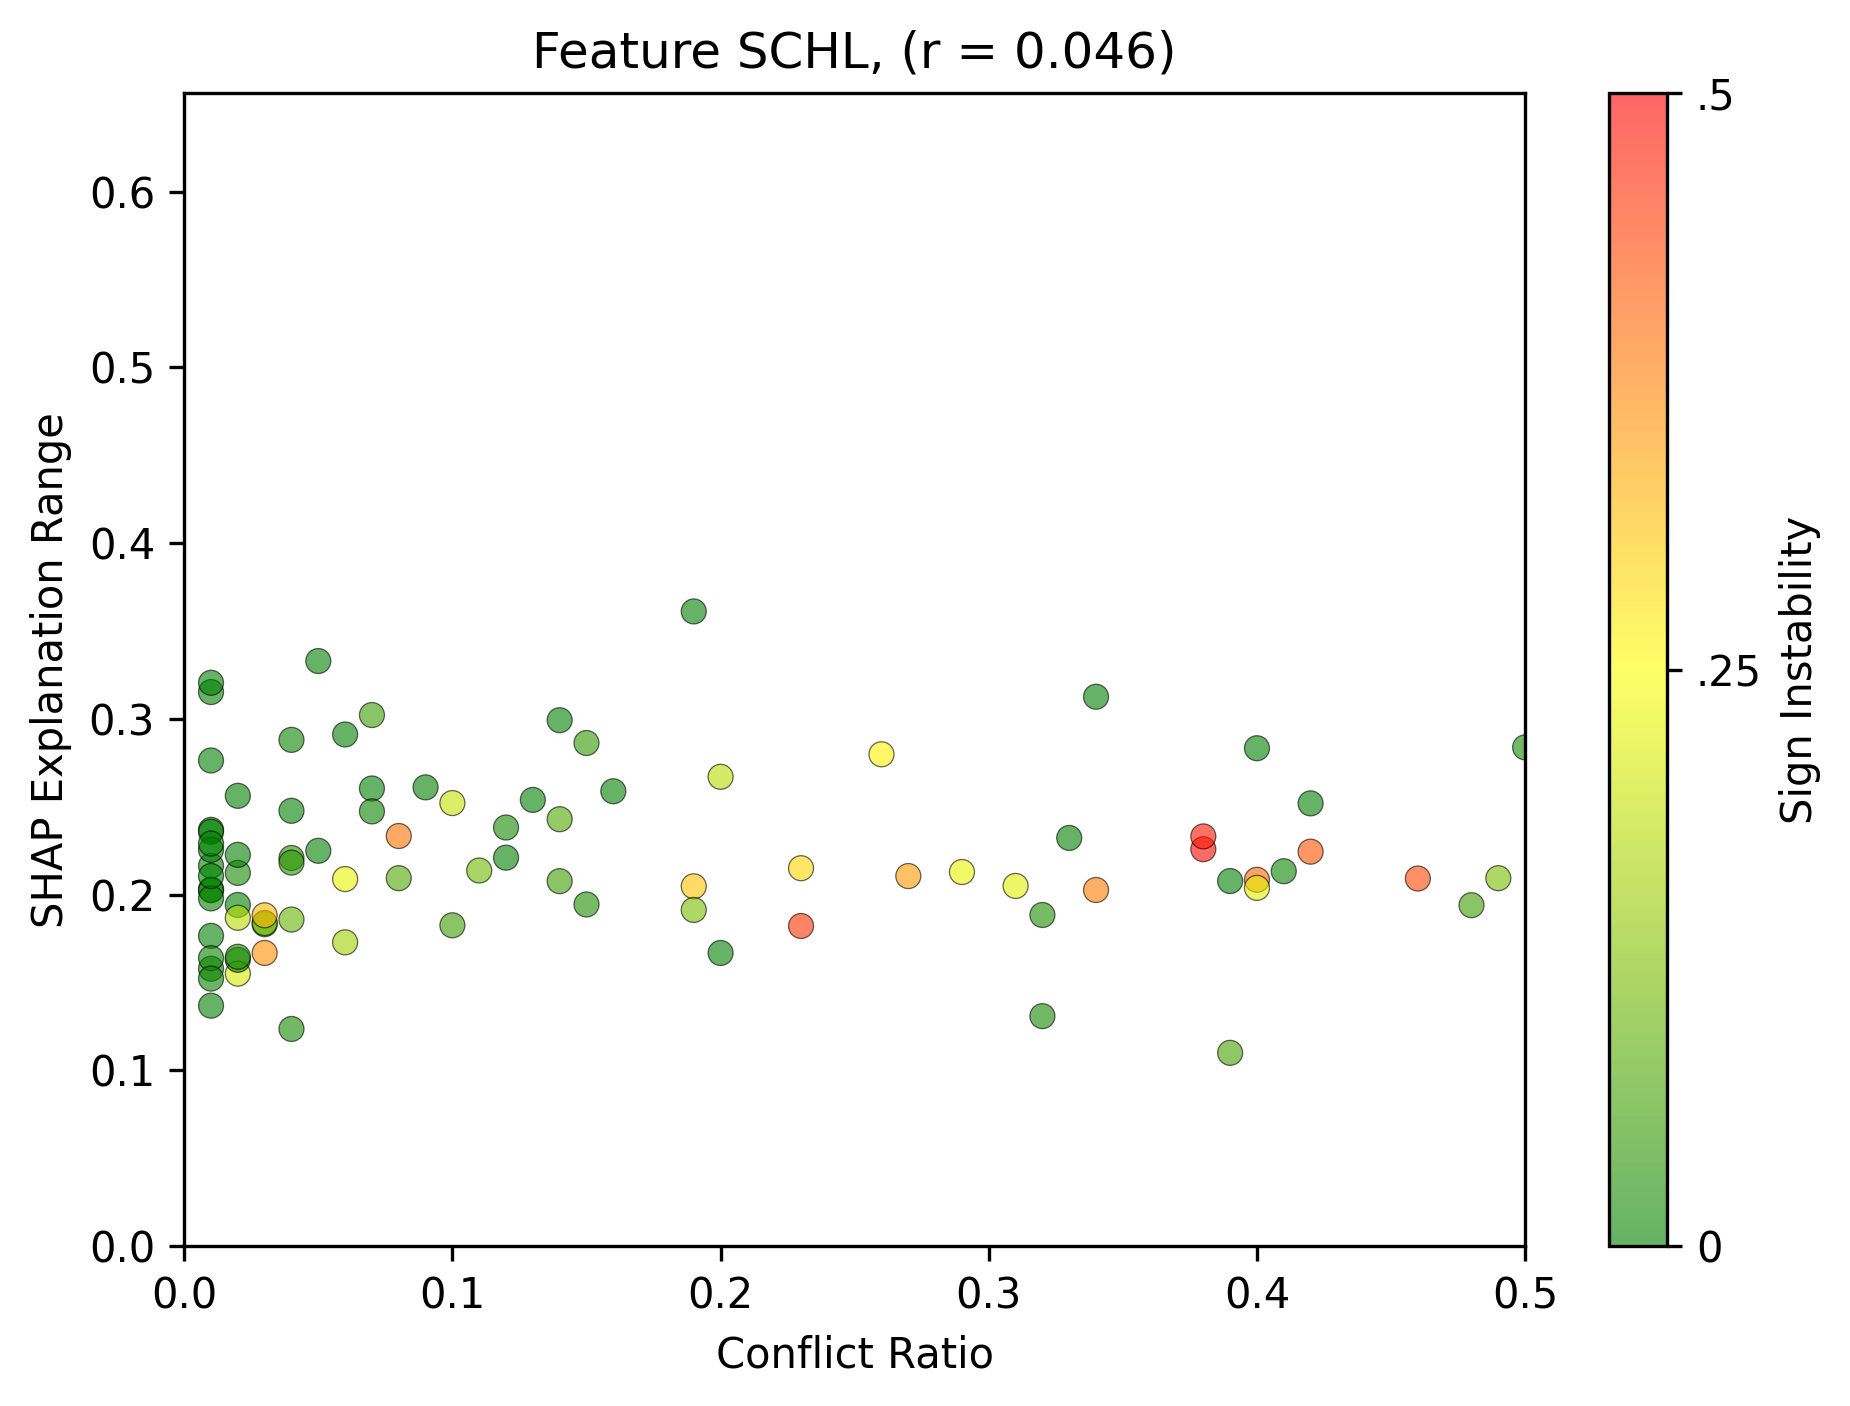 Feature SCHL, (r = 0.046)
SHAP Explanation Range
0.6
0.5
0.4
0.3
0.2
0.1
0.0
0.0 0.1 0.2 0.3 0.4 0.5
Conflict Ratio
.5
.25
0
Sign Instability